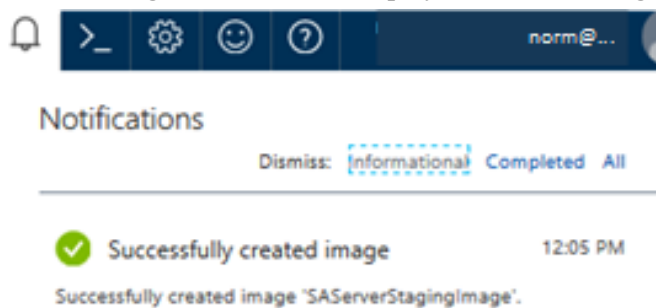 norm@...
Notifications
Dismiss: Informational Completed All
Successfully created image 12:05 PM
Successfully created image 'SAServerStagingImage'.